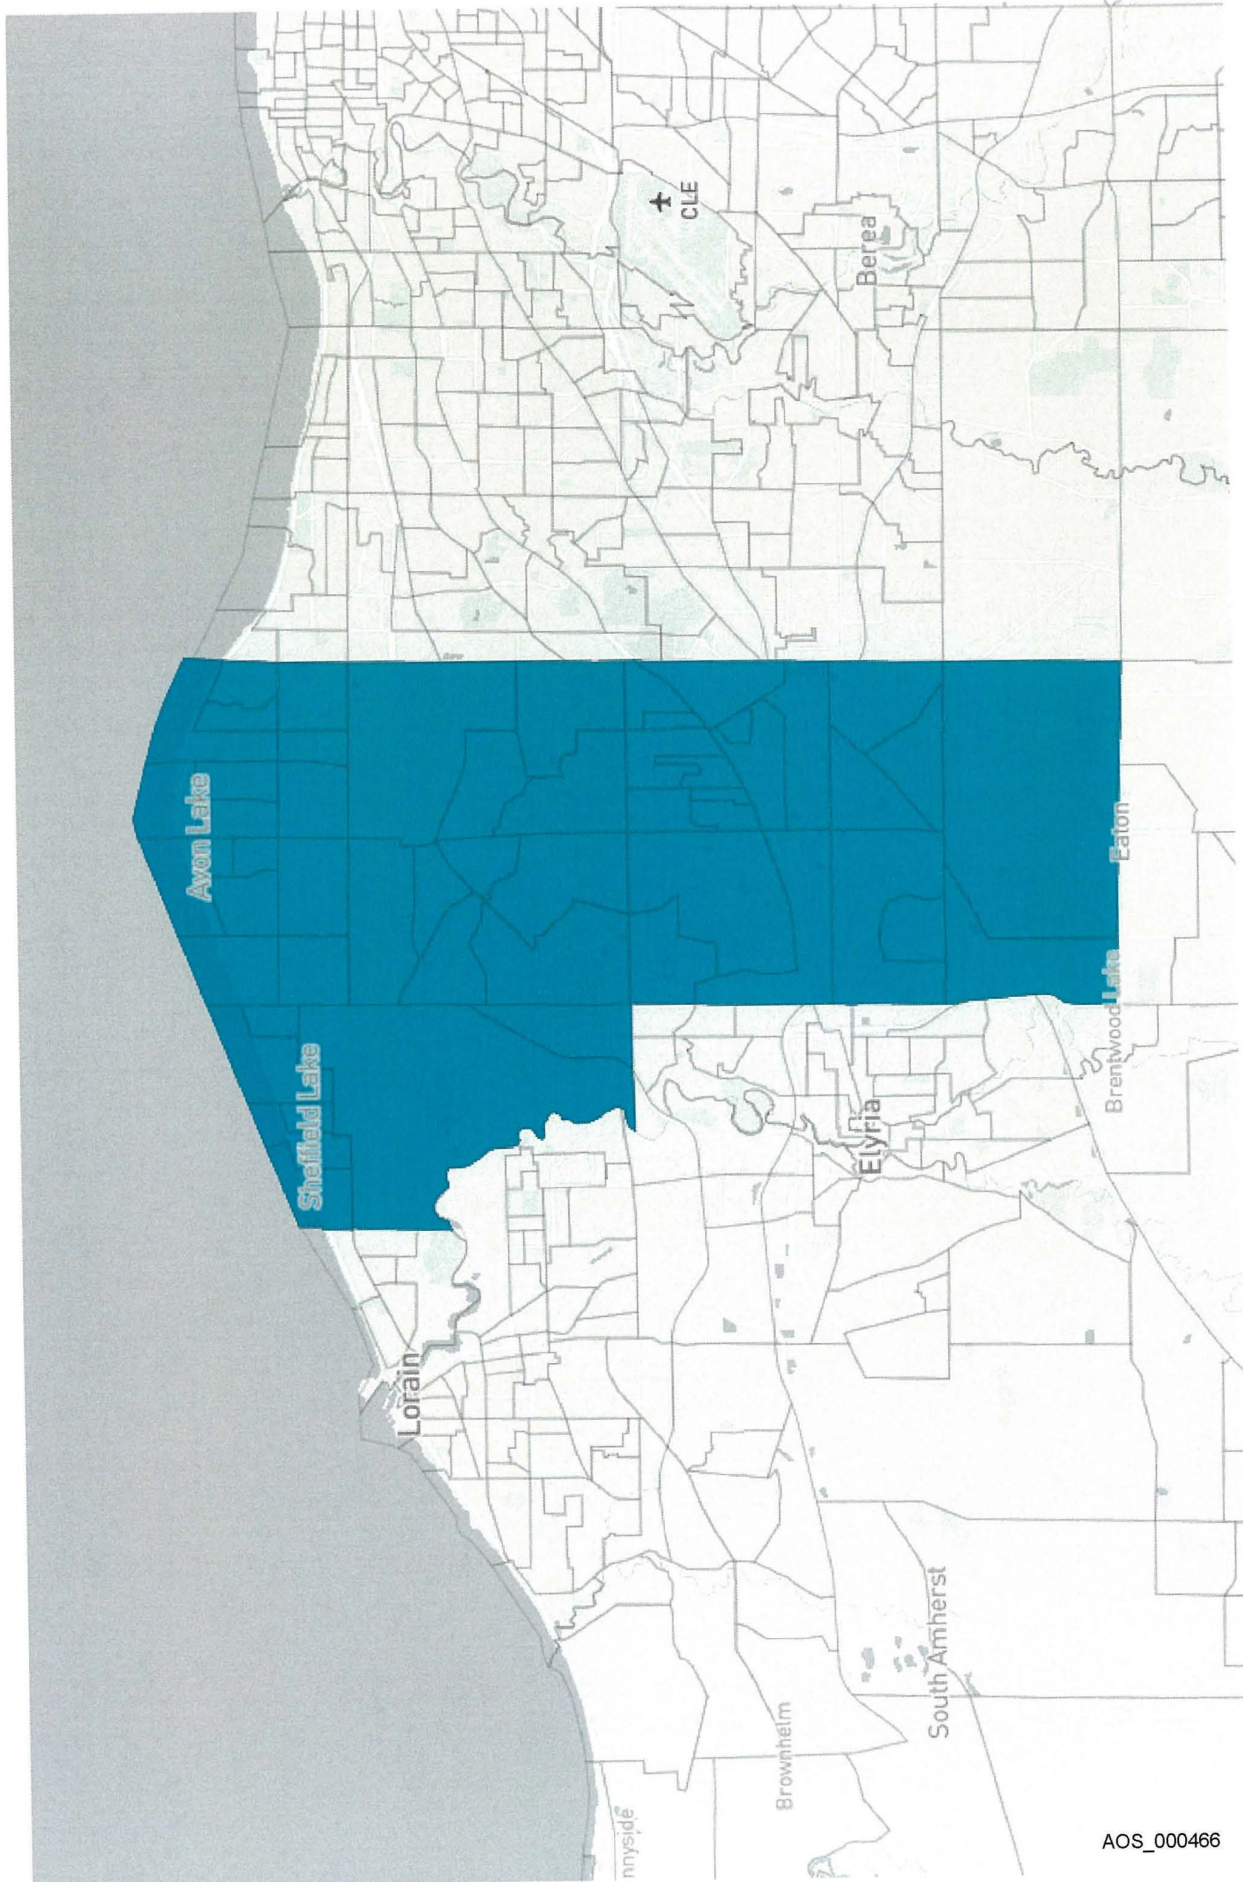 Avon Lake
Sheffield Lake
Lorain
Elyria
Brentwood Lake
Eaton
Berea
CLE
South Amherst
Brownhelm
nnyside
AOS_000466